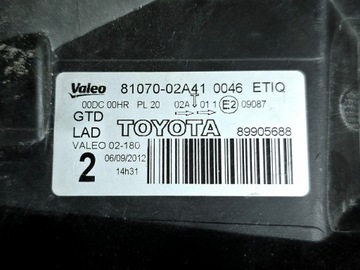 Valeo 81070-02A41 0046 ETIQ
00DC 00HR PL 20 02A 01 1 E2 09087
GTD
LAD TOYOTA 89905688
VALEO 02-180
2 06/09/2012
14h31